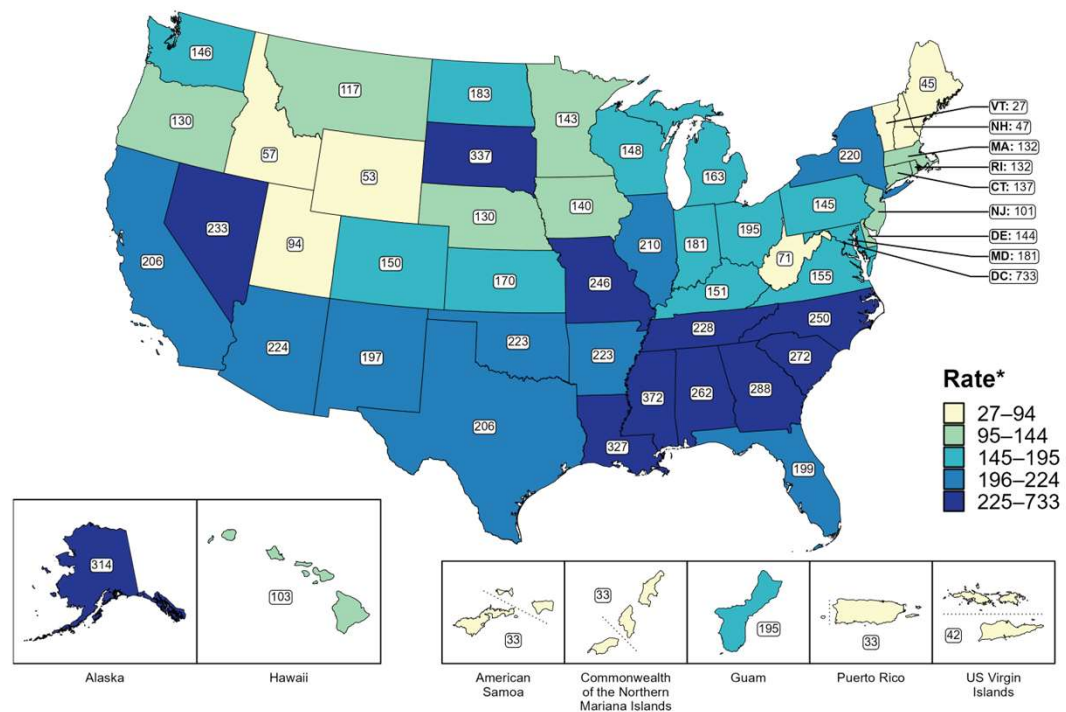 146
117
183
143
45
VT: 27
NH: 47
130
57
337
148
220
MA: 132
53
163
RI: 132
CT: 137
130
140
145
NJ: 101
233
94
195
206
150
210
181
DE: 144
71
MD: 181
170
246
155
DC: 733
151
250
228
224
197
223
223
272
372
262
288
206
327
199
Rate*
27–94
95–144
145–195
196–224
225–733
314
103
33
33
195
33
42
Alaska
Hawaii
American
Samoa
Commonwealth
of the Northern
Mariana Islands
Guam
Puerto Rico
US Virgin
Islands